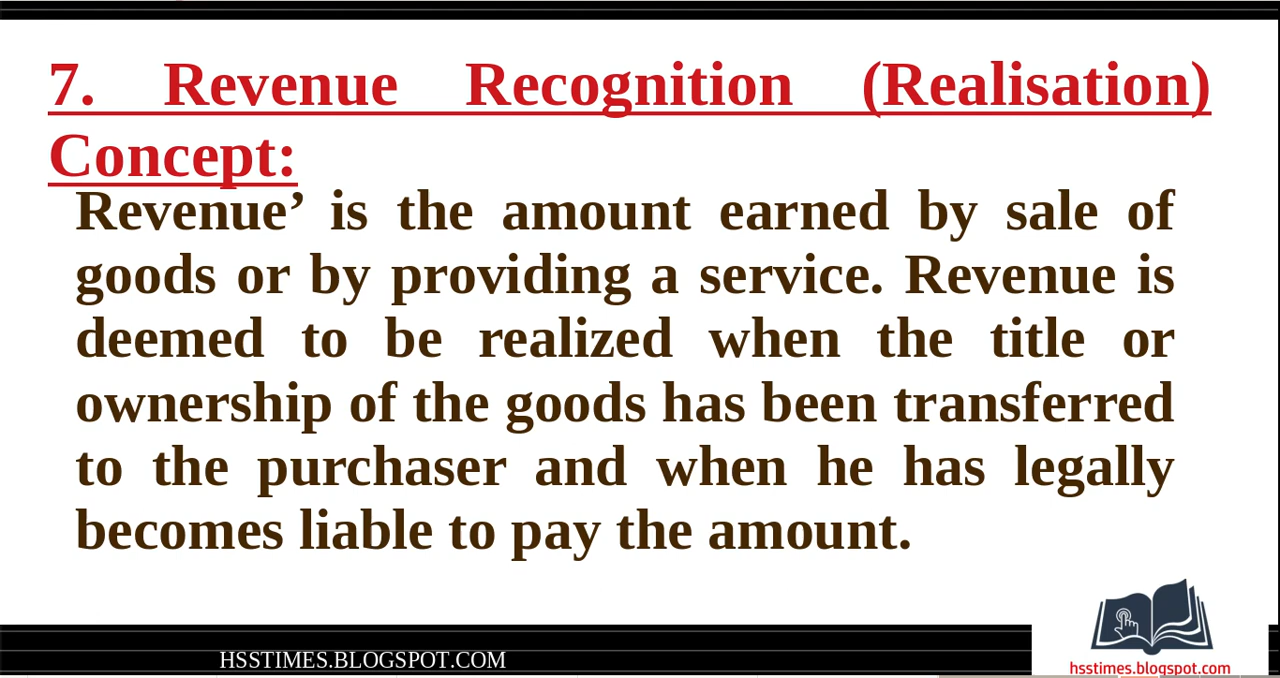 7. Revenue Recognition (Realisation)
Concept:
Revenue’ is the amount earned by sale of
goods or by providing a service. Revenue is
deemed to be realized when the title or
ownership of the goods has been transferred
to the purchaser and when he has legally
becomes liable to pay the amount.
HSSTIMES.BLOGSPOT.COM
hsstimes.blogspot.com